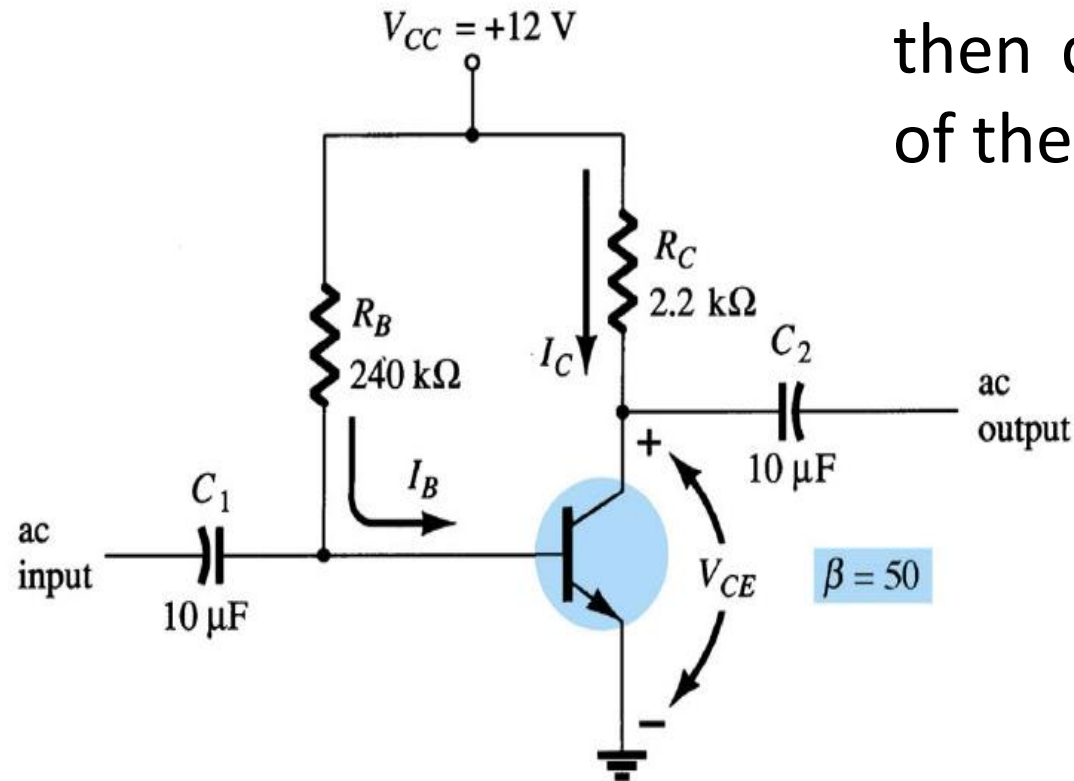 then
of the
V_CC = +12 V
R_C
2.2 kΩ
R_B
240 kΩ
I_C
C_2
10 μF
ac
output
+
I_B
C_1
ac
input
10 μF
V_CE
β = 50
−